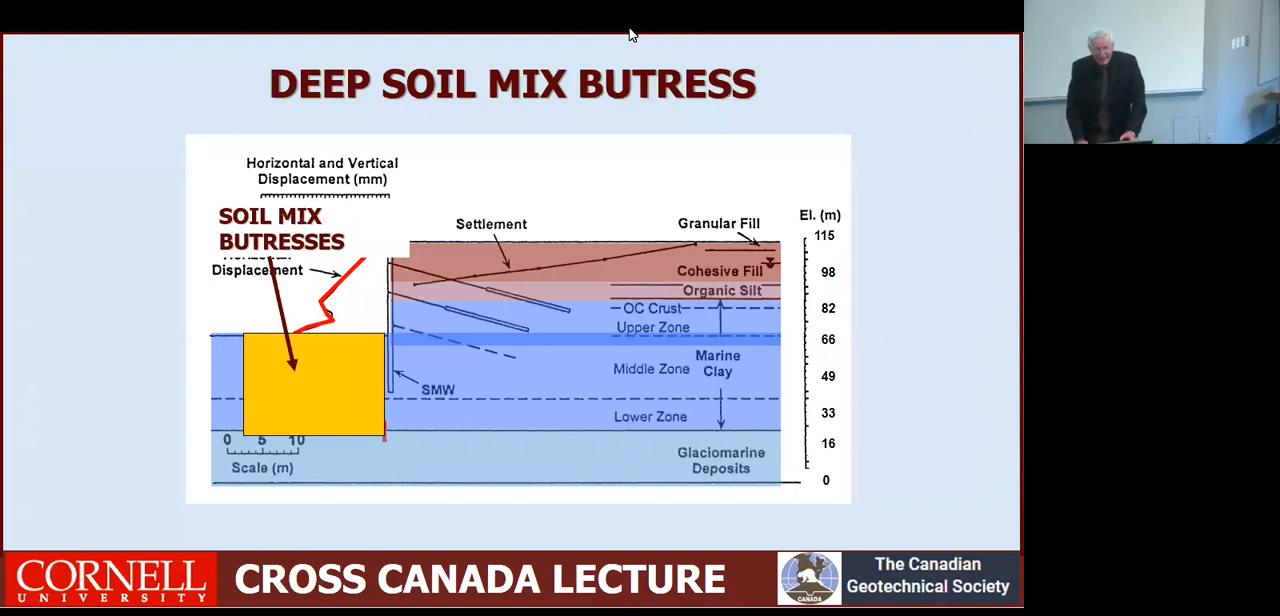 DEEP SOIL MIX BUTRESS
Horizontal and Vertical
Displacement (mm)
SOIL MIX
BUTRESSES
Displacement
Settlement
Granular Fill
Cohesive Fill
Organic Silt
OC Crust
Upper Zone
Middle Zone
Marine
Clay
SMW
Lower Zone
Glaciomarine
Deposits
El. (m)
115
98
82
66
49
33
16
0
0 5 10
Scale (m)
CORNELL
UNIVERSITY
CROSS CANADA LECTURE
CANADA
The Canadian
Geotechnical Society